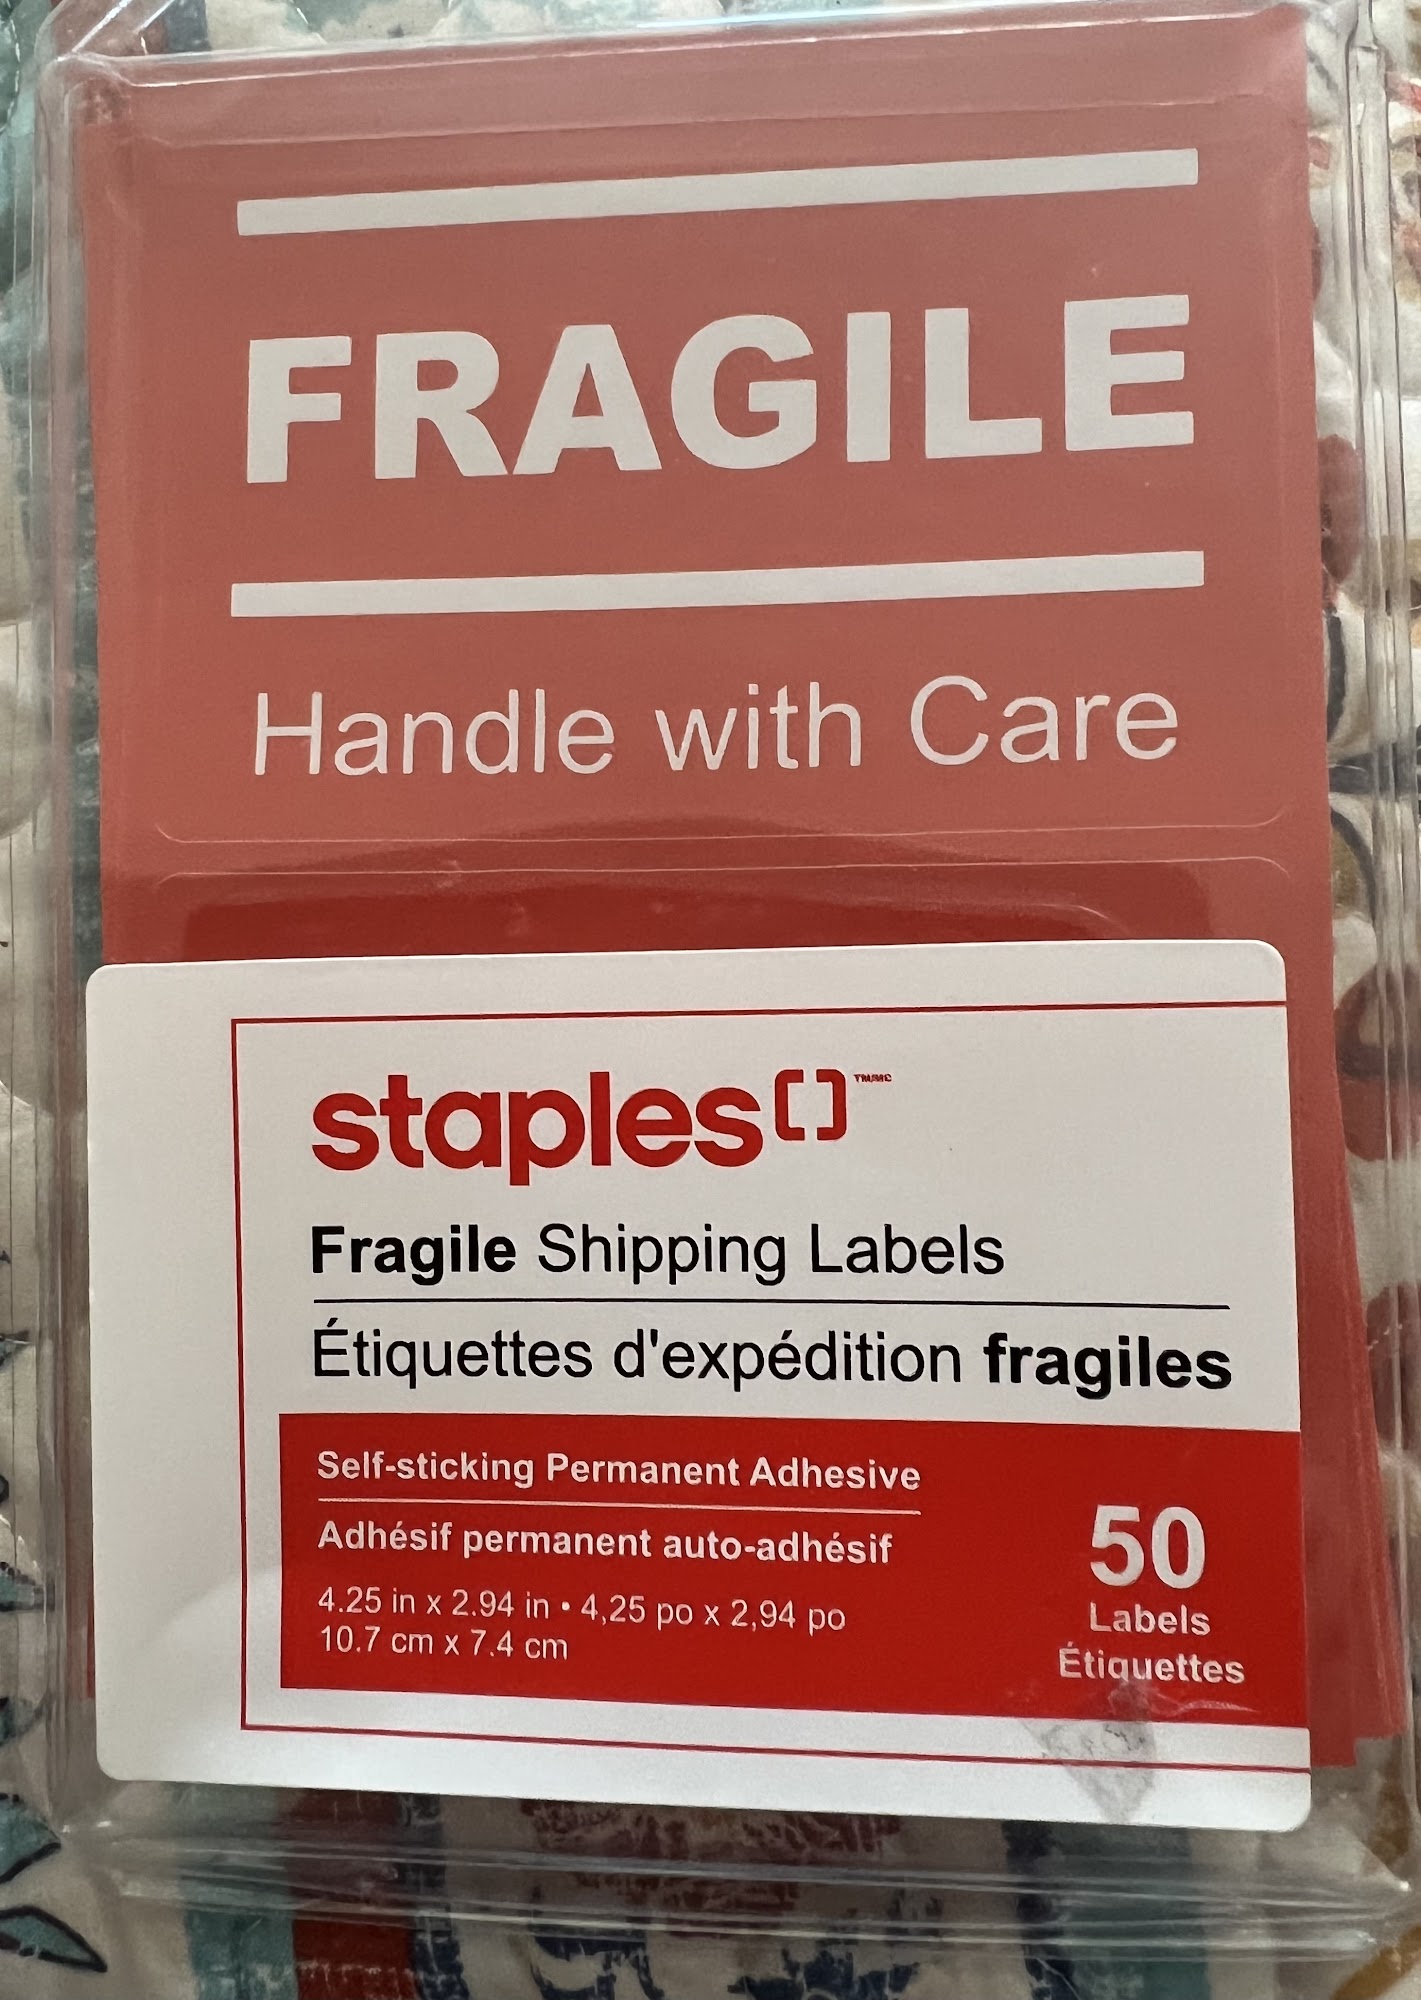 FRAGILE
Handle with Care
staples ™/MC
Fragile Shipping Labels
Étiquettes d'expédition fragiles
Self-sticking Permanent Adhesive
Adhésif permanent auto-adhésif
4.25 in x 2.94 in • 4,25 po x 2,94 po
10.7 cm x 7.4 cm
50
Labels
Étiquettes